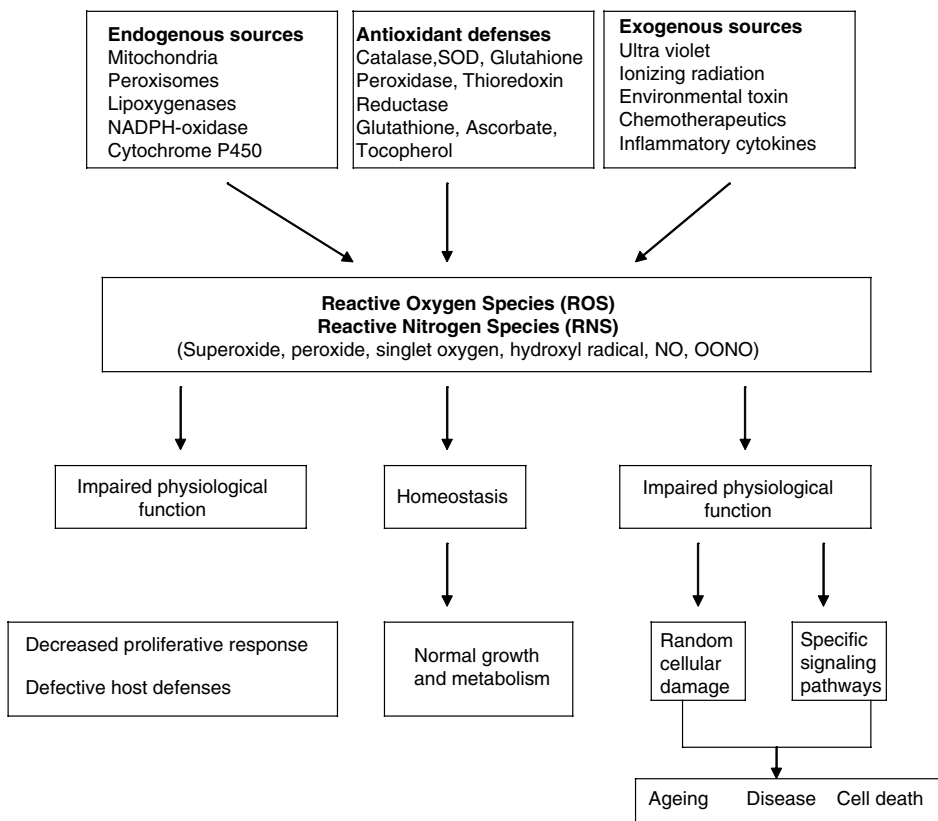 Endogenous sources
Mitochondria
Peroxisomes
Lipoxygenases
NADPH-oxidase
Cytochrome P450
Antioxidant defenses
Catalase,SOD, Glutahione
Peroxidase, Thioredoxin
Reductase
Glutathione, Ascorbate,
Tocopherol
Exogenous sources
Ultra violet
Ionizing radiation
Environmental toxin
Chemotherapeutics
Inflammatory cytokines
Reactive Oxygen Species (ROS)
Reactive Nitrogen Species (RNS)
(Superoxide, peroxide, singlet oxygen, hydroxyl radical, NO, OONO)
Impaired physiological
function
Homeostasis
Impaired physiological
function
Decreased proliferative response
Defective host defenses
Normal growth
and metabolism
Random
cellular
damage
Specific
signaling
pathways
Ageing Disease Cell death